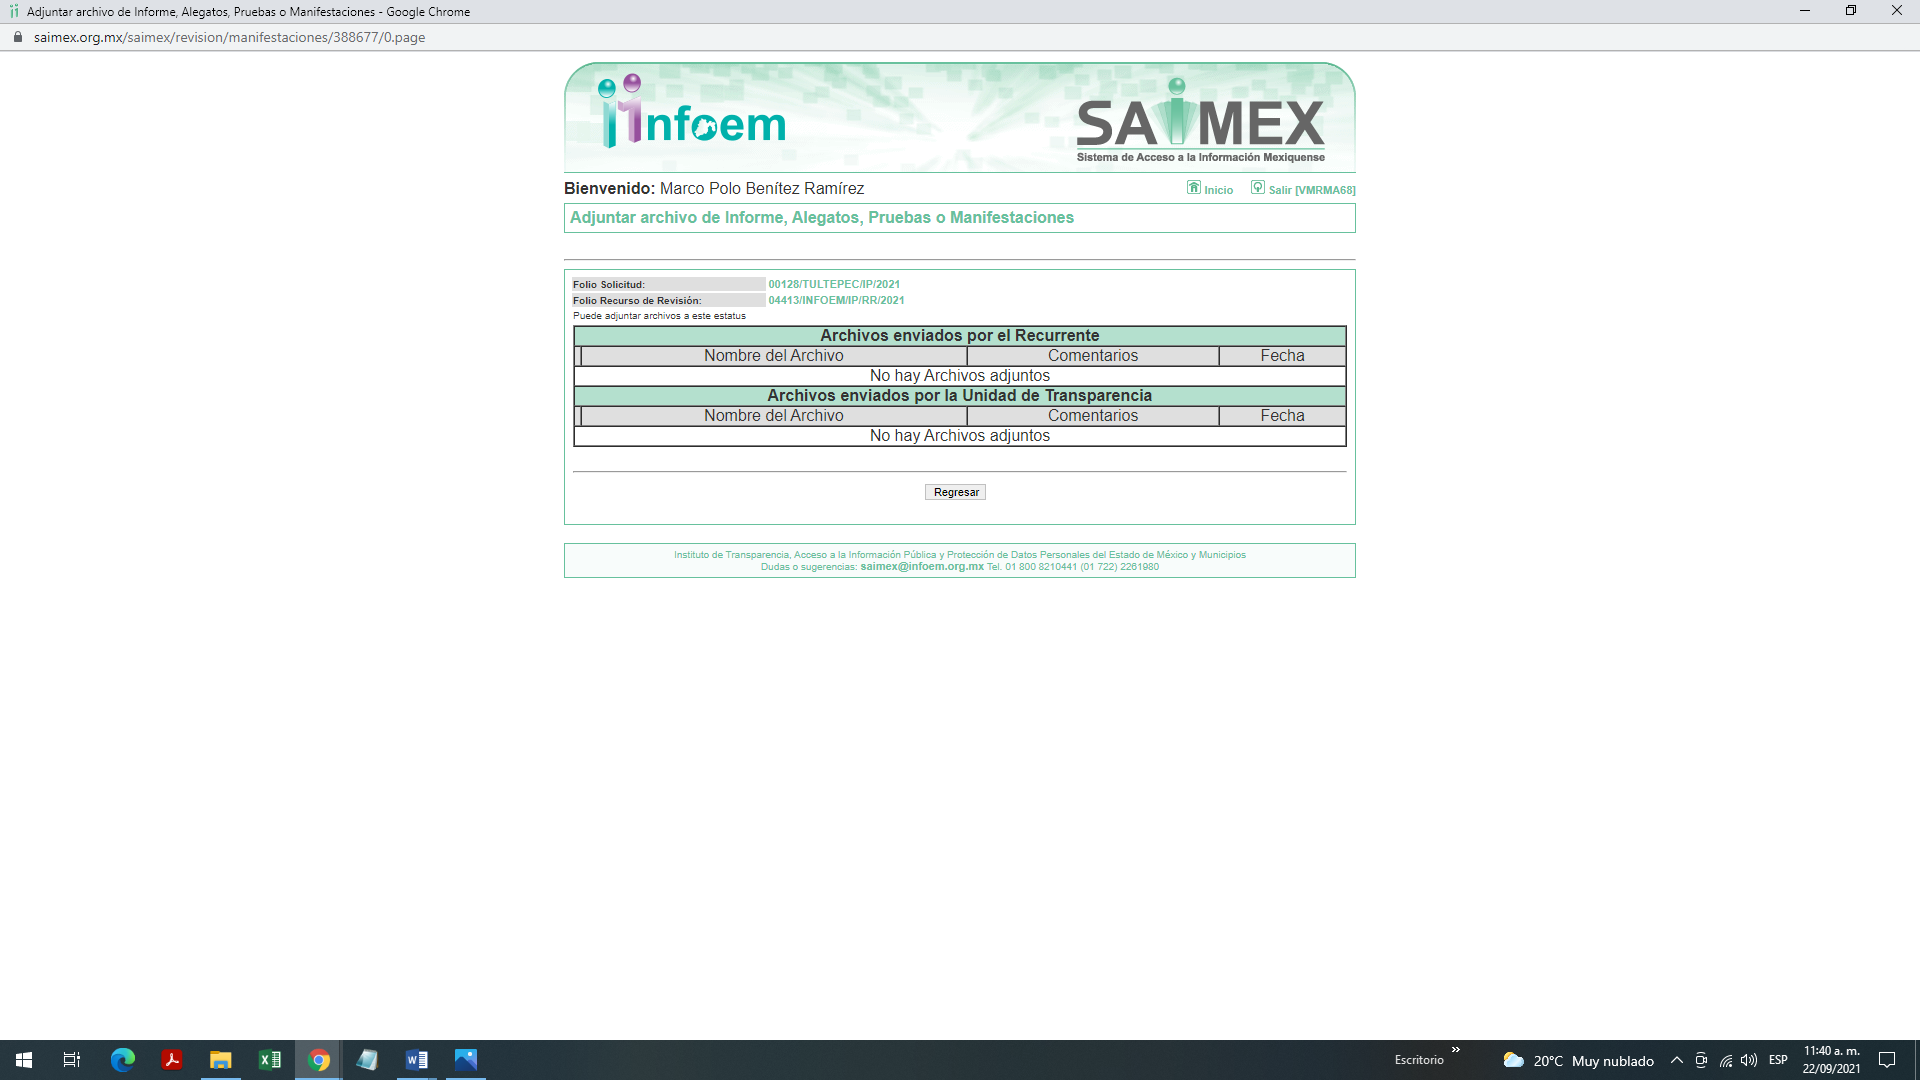 Adjuntar archivo de Informe, Alegatos, Pruebas o Manifestaciones - Google Chrome
saimex.org.mx/saimex/revision/manifestaciones/388677/0.page
infoem
SAIMEX
Sistema de Acceso a la Información Mexiquense
Bienvenido: Marco Polo Benítez Ramírez
Inicio Salir [VMRMA68]
Adjuntar archivo de Informe, Alegatos, Pruebas o Manifestaciones
Folio Solicitud: 00128/TULTEPEC/IP/2021
Folio Recurso de Revisión: 04413/INFOEM/IP/RR/2021
Puede adjuntar archivos a este estatus
Archivos enviados por el Recurrente
Nombre del Archivo Comentarios Fecha
No hay Archivos adjuntos
Archivos enviados por la Unidad de Transparencia
Nombre del Archivo Comentarios Fecha
No hay Archivos adjuntos
Regresar
Instituto de Transparencia, Acceso a la Información Pública y Protección de Datos Personales del Estado de México y Municipios
Dudas o sugerencias: saimex@infoem.org.mx Tel. 01 800 8210441 (01 722) 2261980
Escritorio » 20°C Muy nublado ESP 11:40 a. m.
22/09/2021